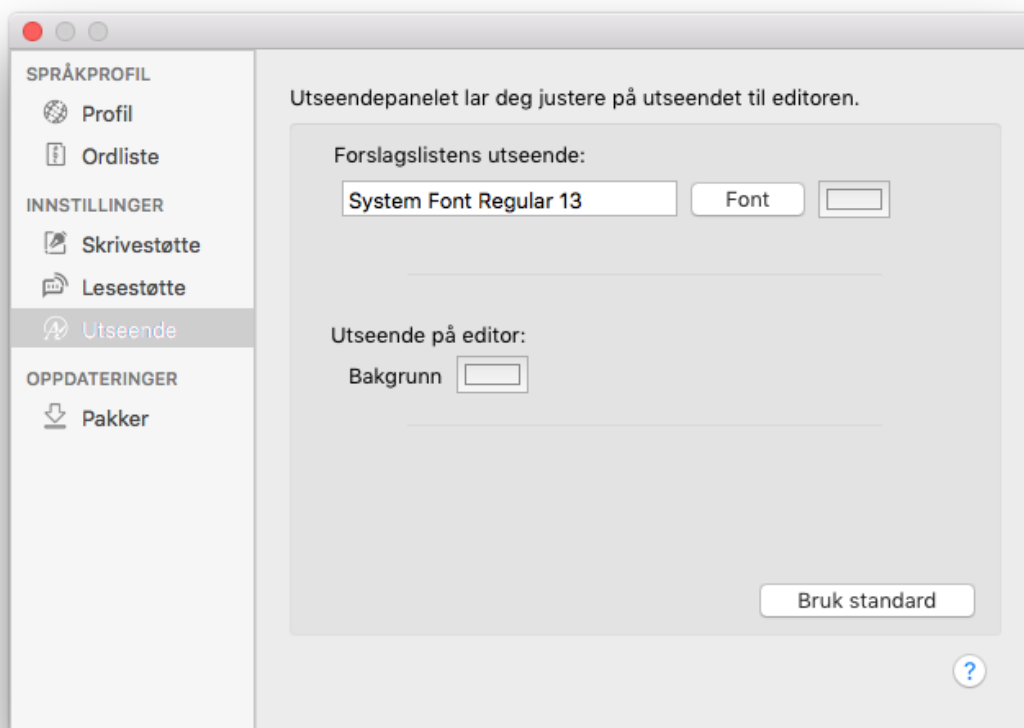 SPRÅKPROFIL
Profil
Ordliste
INNSTILLINGER
Skrivestøtte
Lesestøtte
Utseende
OPPDATERINGER
Pakker
Utseendepanelet lar deg justere på utseendet til editoren.
Forslagslistens utseende:
System Font Regular 13 Font
Utseende på editor:
Bakgrunn
Bruk standard
?